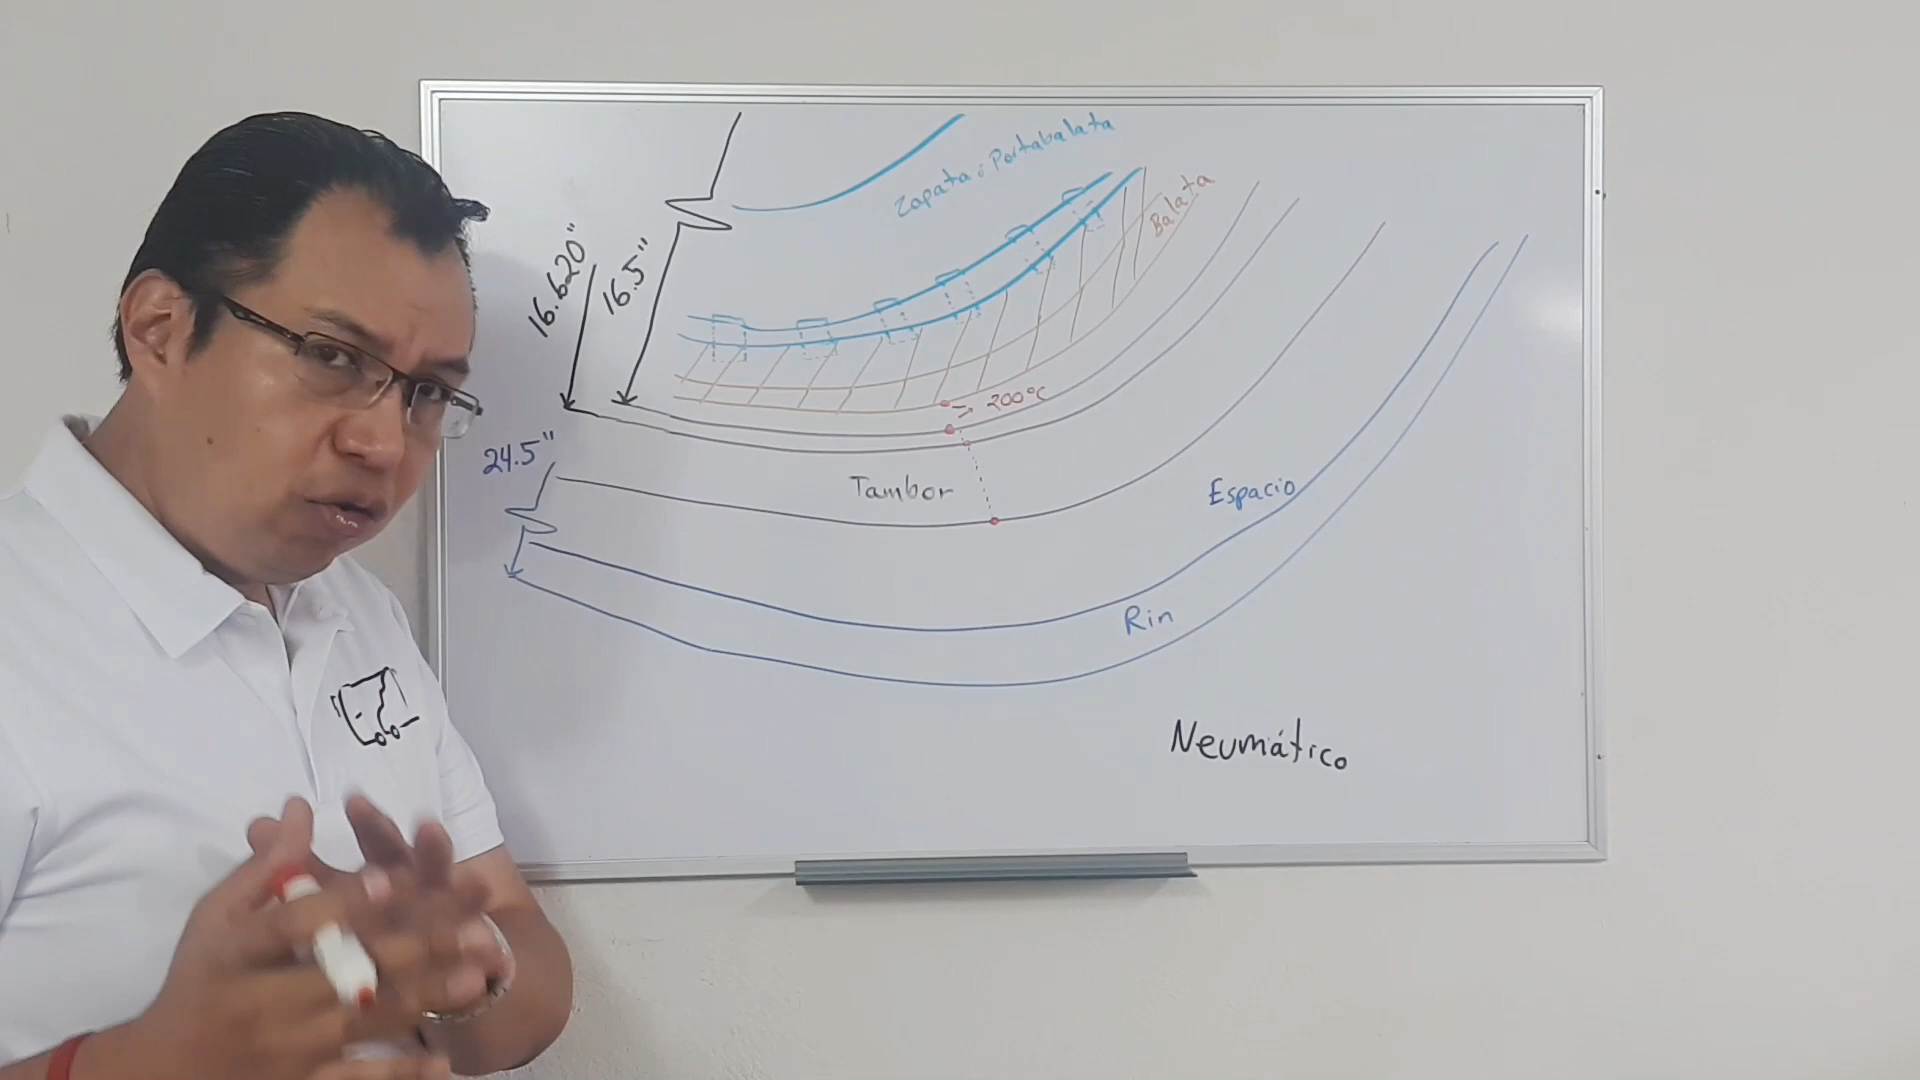 Zapata ó Portabalata
Balata
16.620"
16.5"
200°C
24.5"
Tambor
Espacio
Rin
Neumático